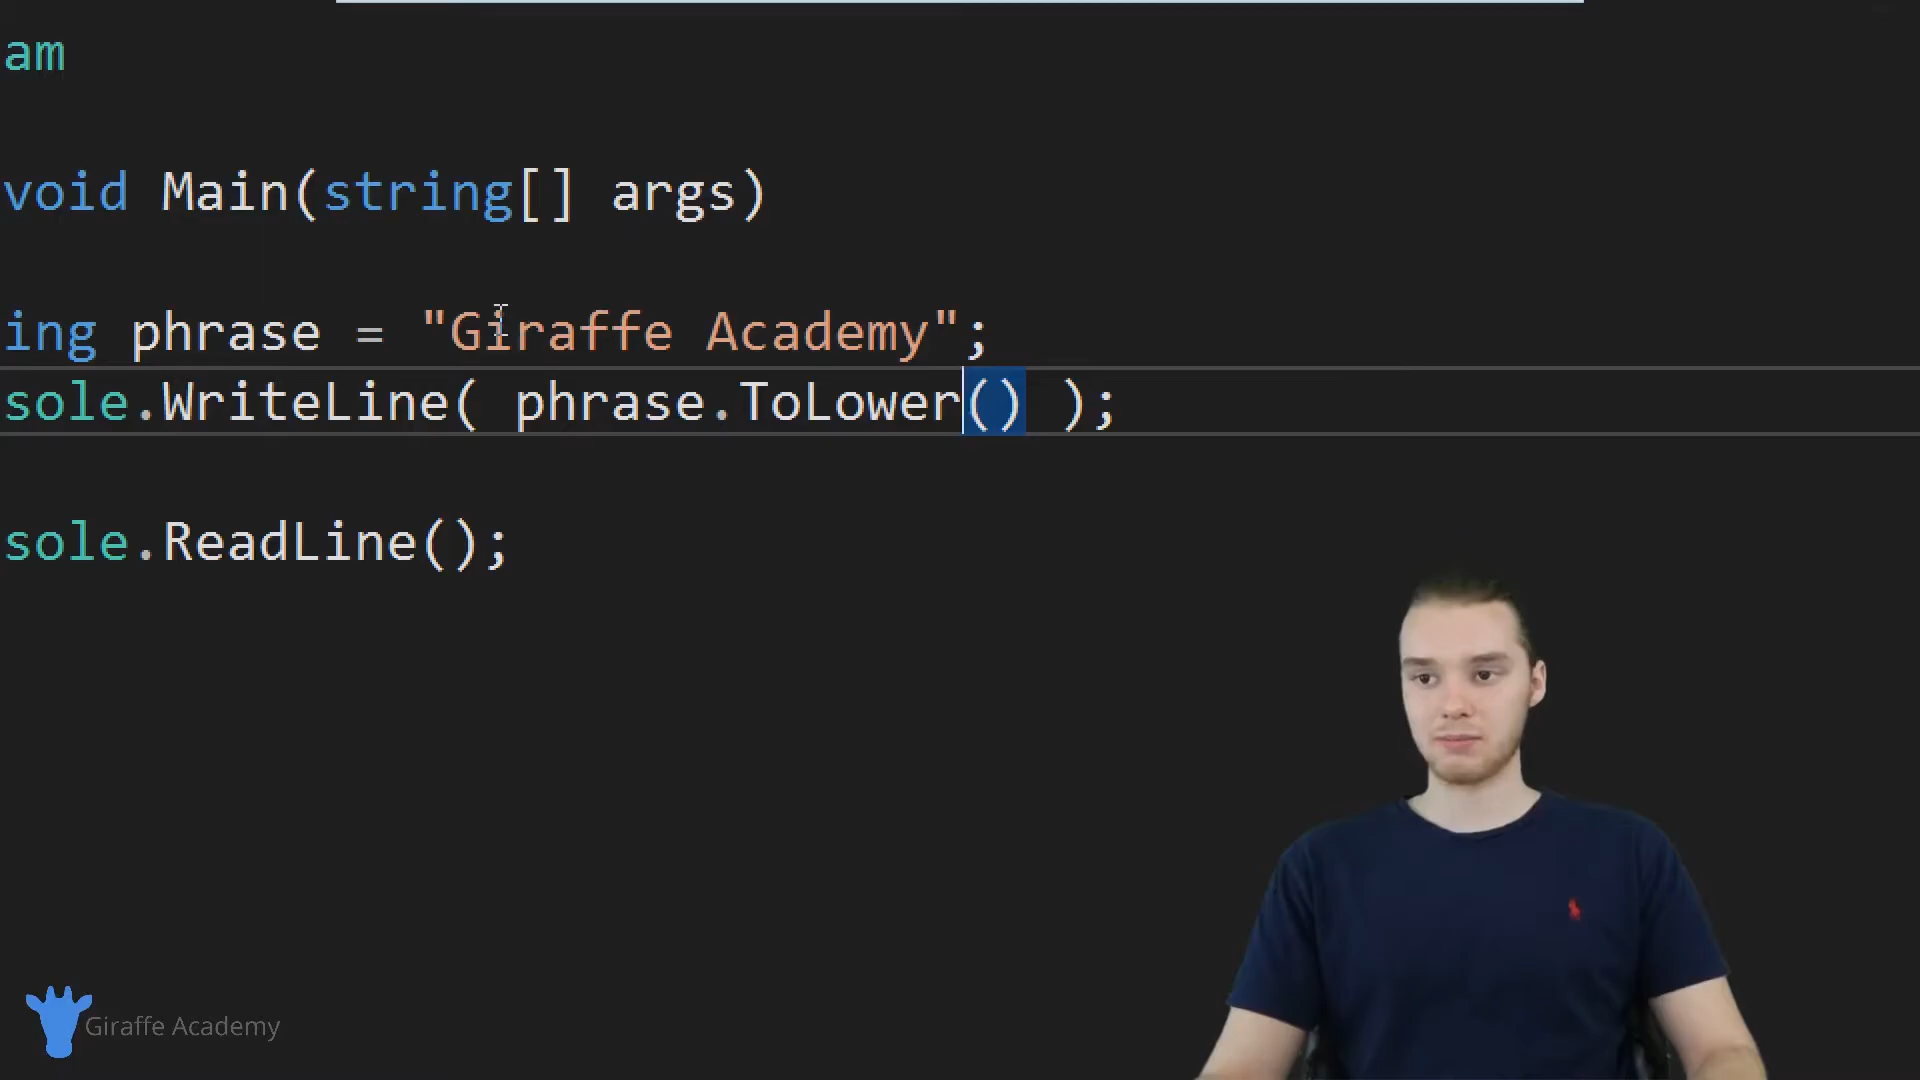 am
void Main(string[] args)
ing phrase = "Giraffe Academy";
sole.WriteLine( phrase.ToLower() );
sole.ReadLine();
Giraffe Academy